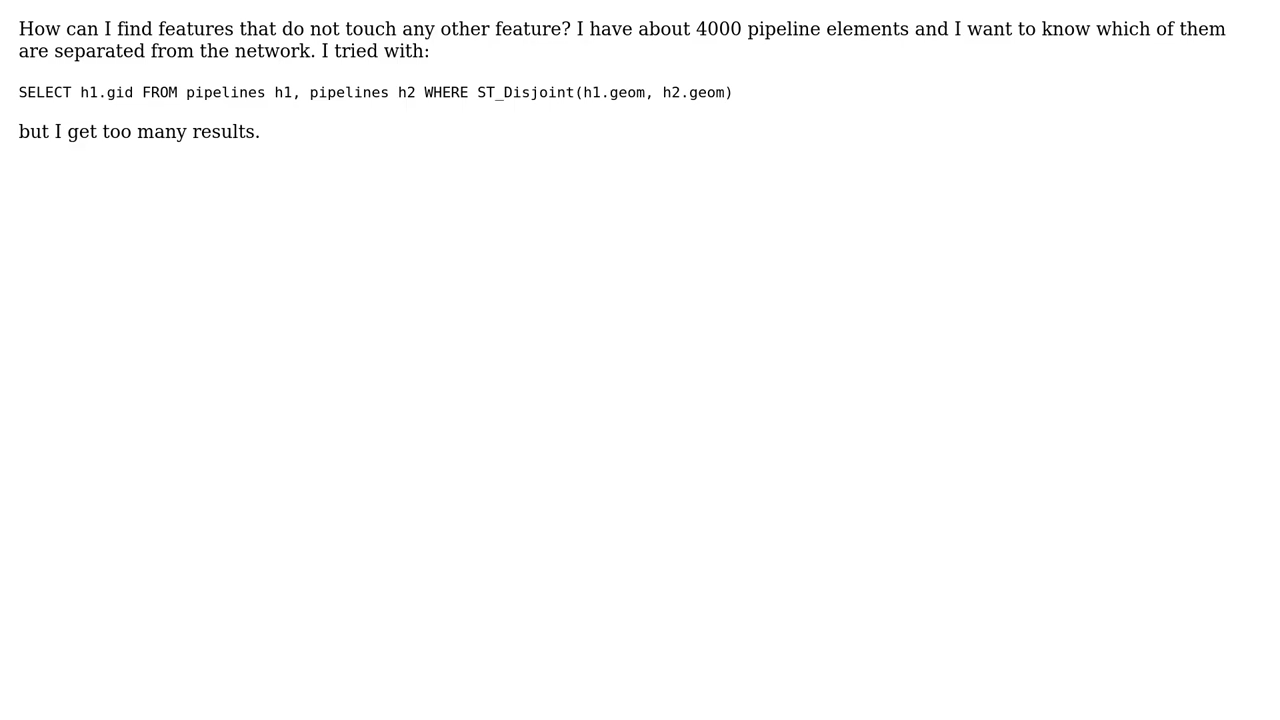 How can I find features that do not touch any other feature? I have about 4000 pipeline elements and I want to know which of them
are separated from the network. I tried with:
SELECT h1.gid FROM pipelines h1, pipelines h2 WHERE ST_Disjoint(h1.geom, h2.geom)
but I get too many results.